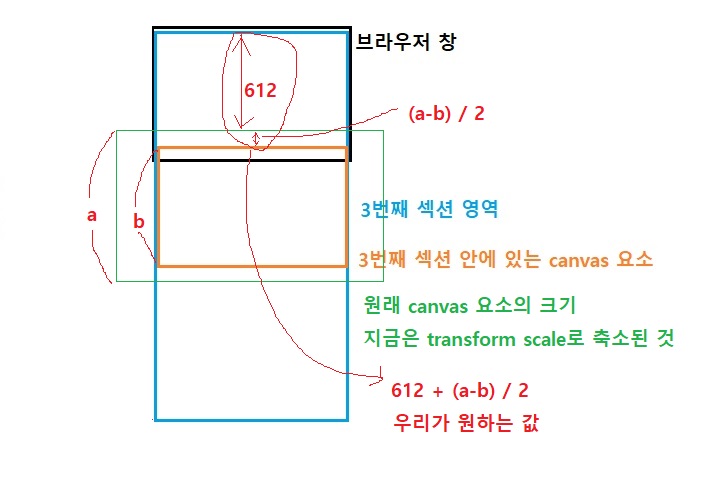 브라우저 창
612
(a-b) / 2
a
b
3번째 섹션 영역
3번째 섹션 안에 있는 canvas 요소
원래 canvas 요소의 크기
지금은 transform scale로 축소된 것
612 + (a-b) / 2
우리가 원하는 값